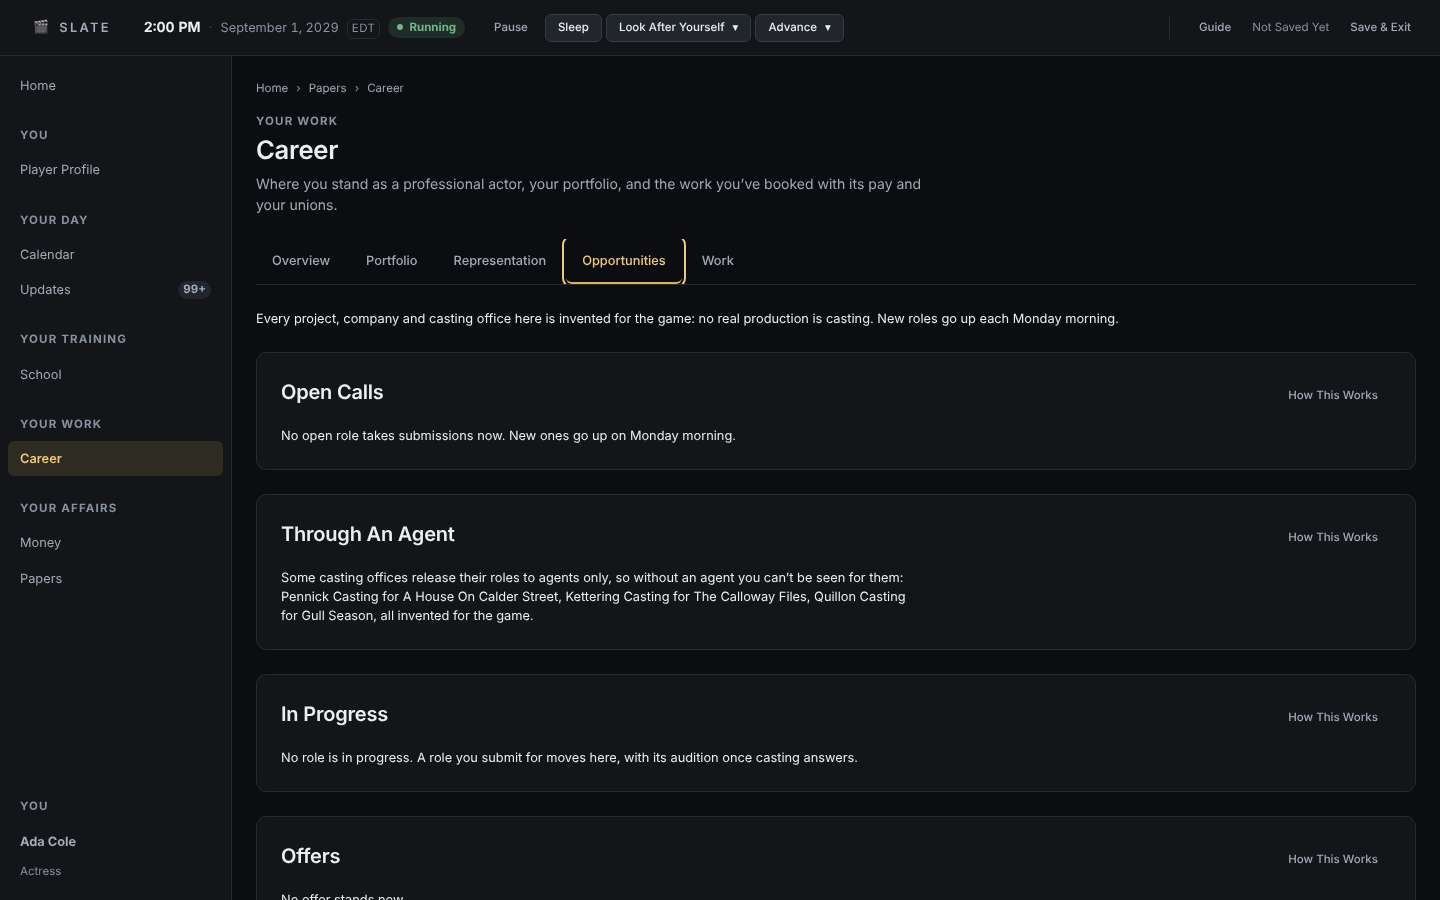 SLATE
2:00 PM · September 1, 2029 EDT Running Pause Sleep Look After Yourself Advance Guide Not Saved Yet Save & Exit
Home
YOU
Player Profile
YOUR DAY
Calendar
Updates 99+
YOUR TRAINING
School
YOUR WORK
Career
YOUR AFFAIRS
Money
Papers
YOU
Ada Cole
Actress
Home › Papers › Career
YOUR WORK
Career
Where you stand as a professional actor, your portfolio, and the work you've booked with its pay and
your unions.
Overview Portfolio Representation Opportunities Work
Every project, company and casting office here is invented for the game: no real production is casting. New roles go up each Monday morning.
Open Calls How This Works
No open role takes submissions now. New ones go up on Monday morning.
Through An Agent How This Works
Some casting offices release their roles to agents only, so without an agent you can't be seen for them:
Pennick Casting for A House On Calder Street, Kettering Casting for The Calloway Files, Quillon Casting
for Gull Season, all invented for the game.
In Progress How This Works
No role is in progress. A role you submit for moves here, with its audition once casting answers.
Offers How This Works
No offer stands now.